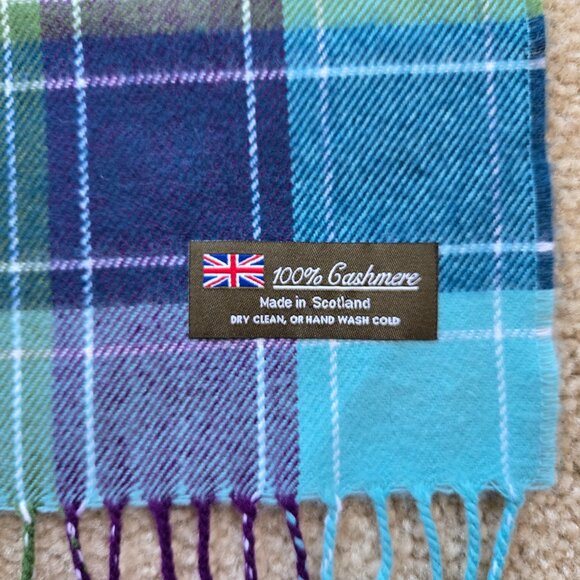 100% Cashmere
Made in Scotland
DRY CLEAN, OR HAND WASH COLD